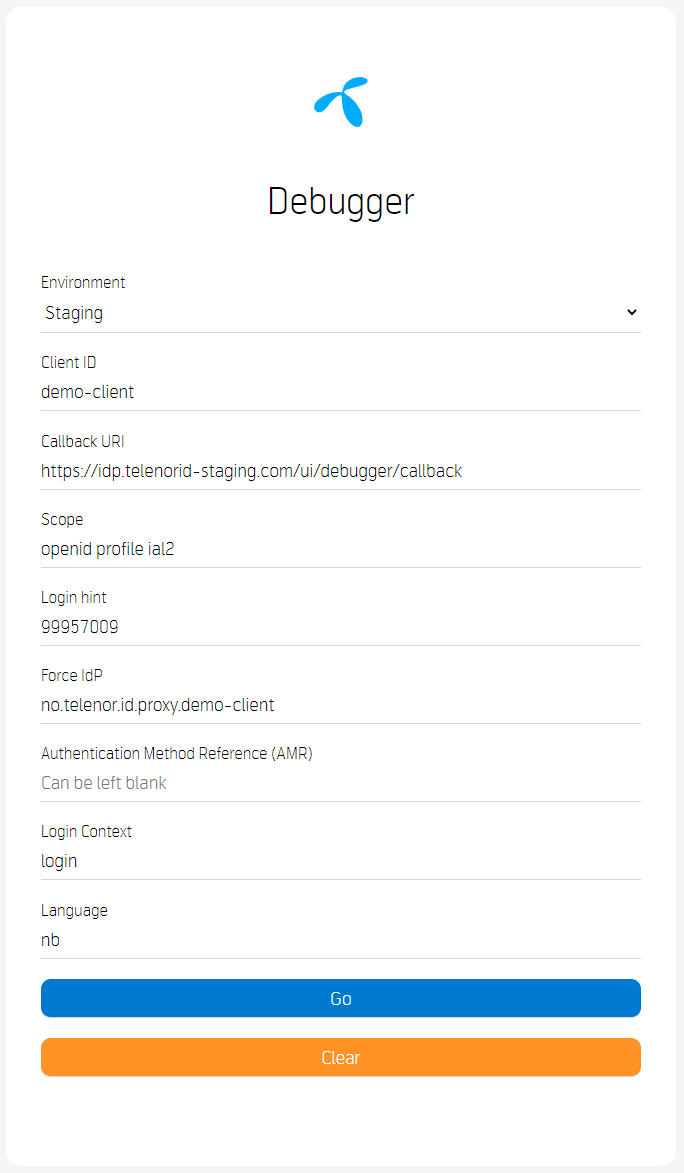 Debugger
Environment
Staging
Client ID
demo-client
Callback URI
https://idp.telenorid-staging.com/ui/debugger/callback
Scope
openid profile ial2
Login hint
99957009
Force IdP
no.telenor.id.proxy.demo-client
Authentication Method Reference (AMR)
Can be left blank
Login Context
login
Language
nb
Go
Clear